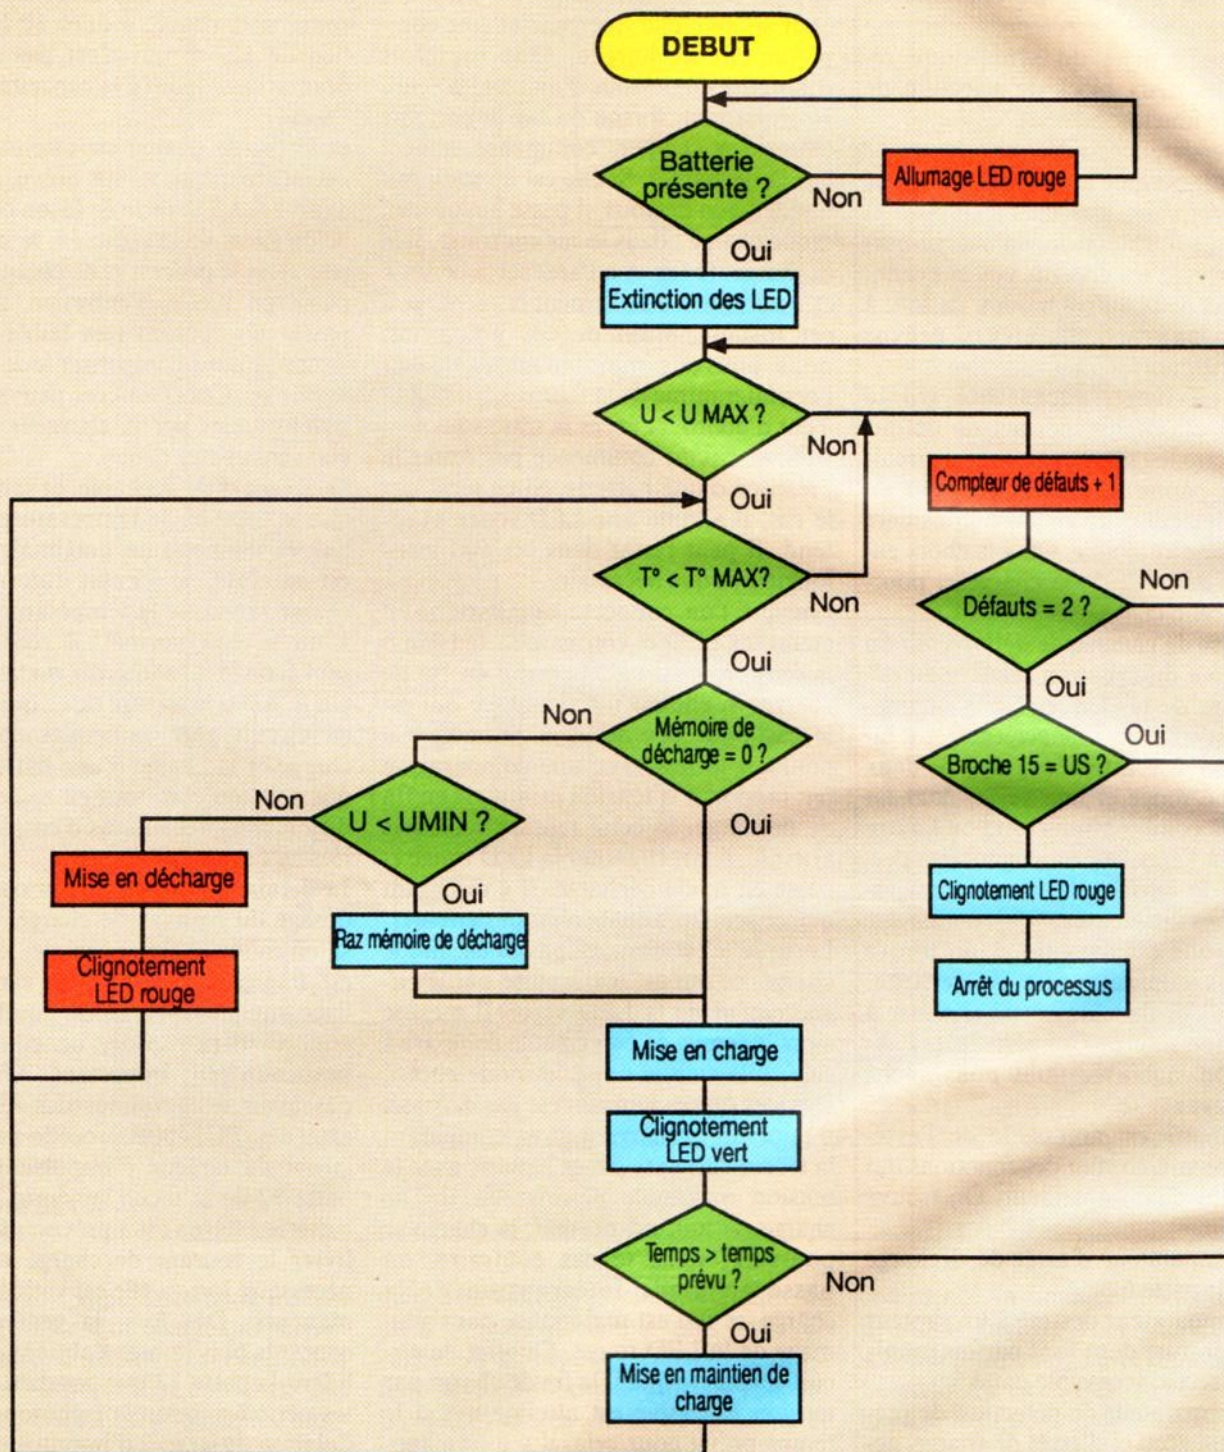 DEBUT
Batterie
présente ?
Non
Allumage LED rouge
Oui
Extinction des LED
U < U MAX ?
Non
Oui
Compteur de défauts + 1
T° < T° MAX?
Non
Défauts = 2 ?
Non
Oui
Oui
Non
Mémoire de
décharge = 0 ?
Broche 15 = US ?
Oui
Non
U < UMIN ?
Oui
Mise en décharge
Oui
Clignotement LED rouge
Raz mémoire de décharge
Clignotement
LED rouge
Arrêt du processus
Mise en charge
Clignotement
LED vert
Temps > temps
prévu ?
Non
Oui
Mise en maintien de
charge